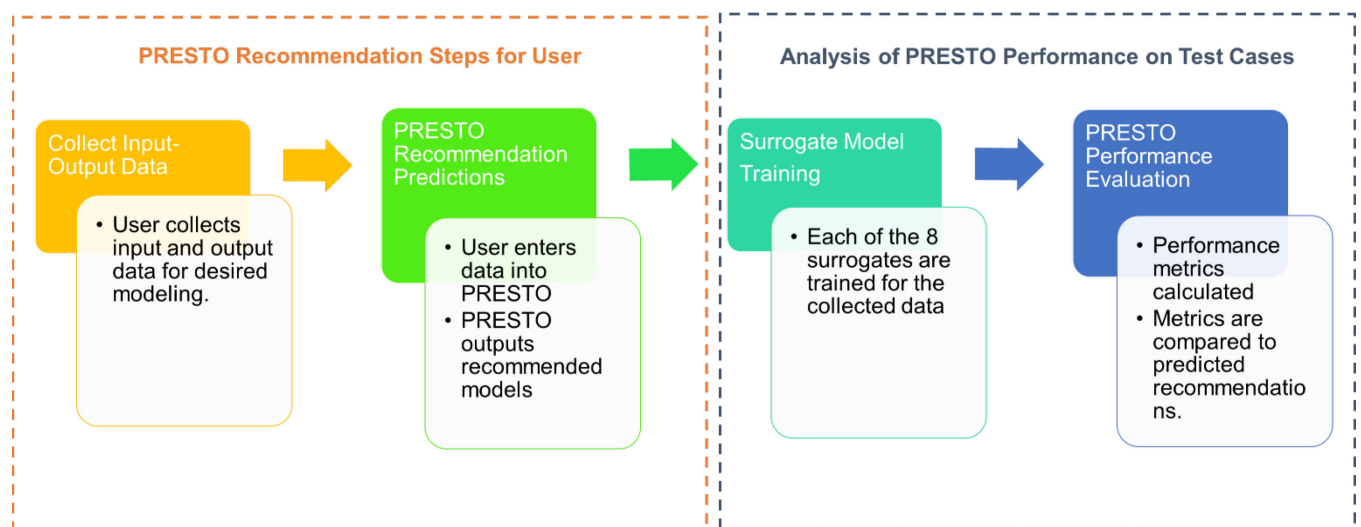 PRESTO Recommendation Steps for User
Collect Input-
Output Data
• User collects
input and output
data for desired
modeling.
PRESTO
Recommendation
Predictions
• User enters
data into
PRESTO
• PRESTO
outputs
recommended
models
Analysis of PRESTO Performance on Test Cases
Surrogate Model
Training
• Each of the 8
surrogates are
trained for the
collected data
PRESTO
Performance
Evaluation
• Performance
metrics
calculated
• Metrics are
compared to
predicted
recommendatio
ns.